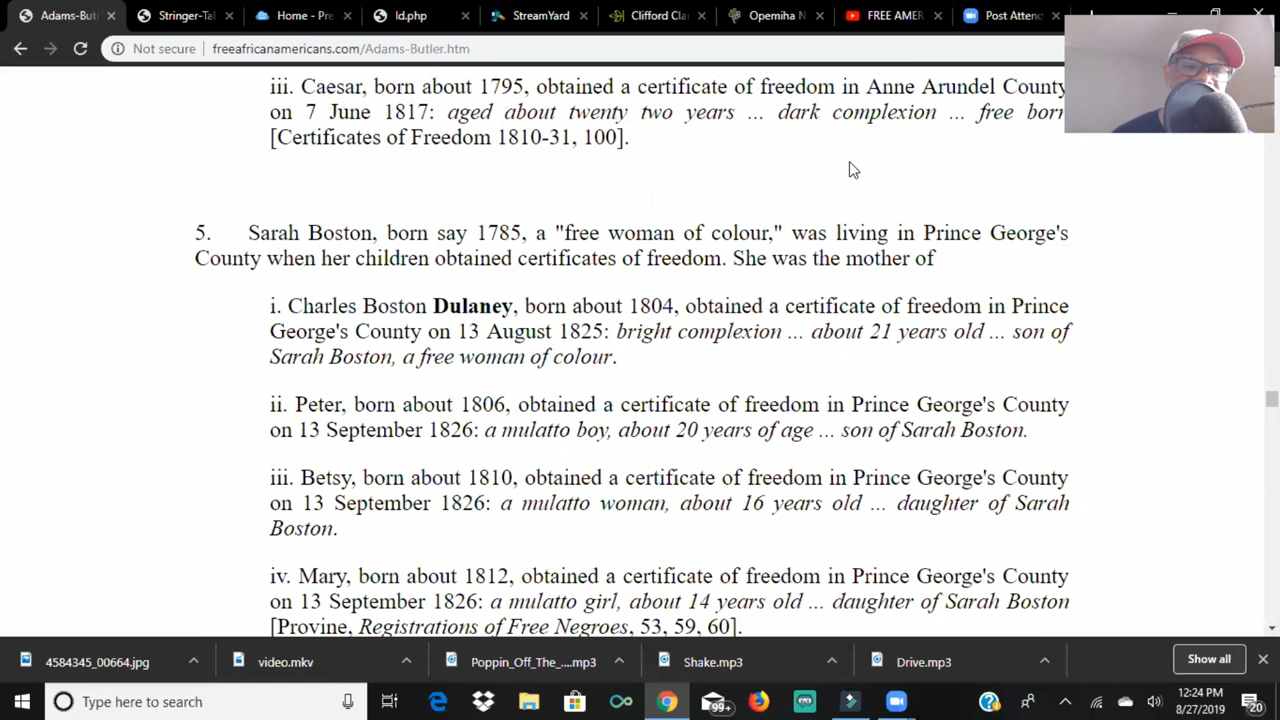 Adams-Butler.htm
Stringer-Tal
Home - Pre
ld.php
StreamYard
Clifford Cla
Opemiha N
FREE AMER
Post Attend
Not secure
freeafricanamericans.com/Adams-Butler.htm
iii. Caesar, born about 1795, obtained a certificate of freedom in Anne Arundel County
on 7 June 1817: aged about twenty two years ... dark complexion ... free born
[Certificates of Freedom 1810-31, 100].
5. Sarah Boston, born say 1785, a "free woman of colour," was living in Prince George's
County when her children obtained certificates of freedom. She was the mother of
i. Charles Boston Dulaney, born about 1804, obtained a certificate of freedom in Prince
George's County on 13 August 1825: bright complexion ... about 21 years old ... son of
Sarah Boston, a free woman of colour.
ii. Peter, born about 1806, obtained a certificate of freedom in Prince George's County
on 13 September 1826: a mulatto boy, about 20 years of age ... son of Sarah Boston.
iii. Betsy, born about 1810, obtained a certificate of freedom in Prince George's County
on 13 September 1826: a mulatto woman, about 16 years old ... daughter of Sarah
Boston.
iv. Mary, born about 1812, obtained a certificate of freedom in Prince George's County
on 13 September 1826: a mulatto girl, about 14 years old ... daughter of Sarah Boston
[Provine, Registrations of Free Negroes, 53, 59, 60].
4584345_00664.jpg
video.mkv
Poppin_Off_The_....mp3
Shake.mp3
Drive.mp3
Show all
Type here to search
99+
12:24 PM
8/27/2019
20